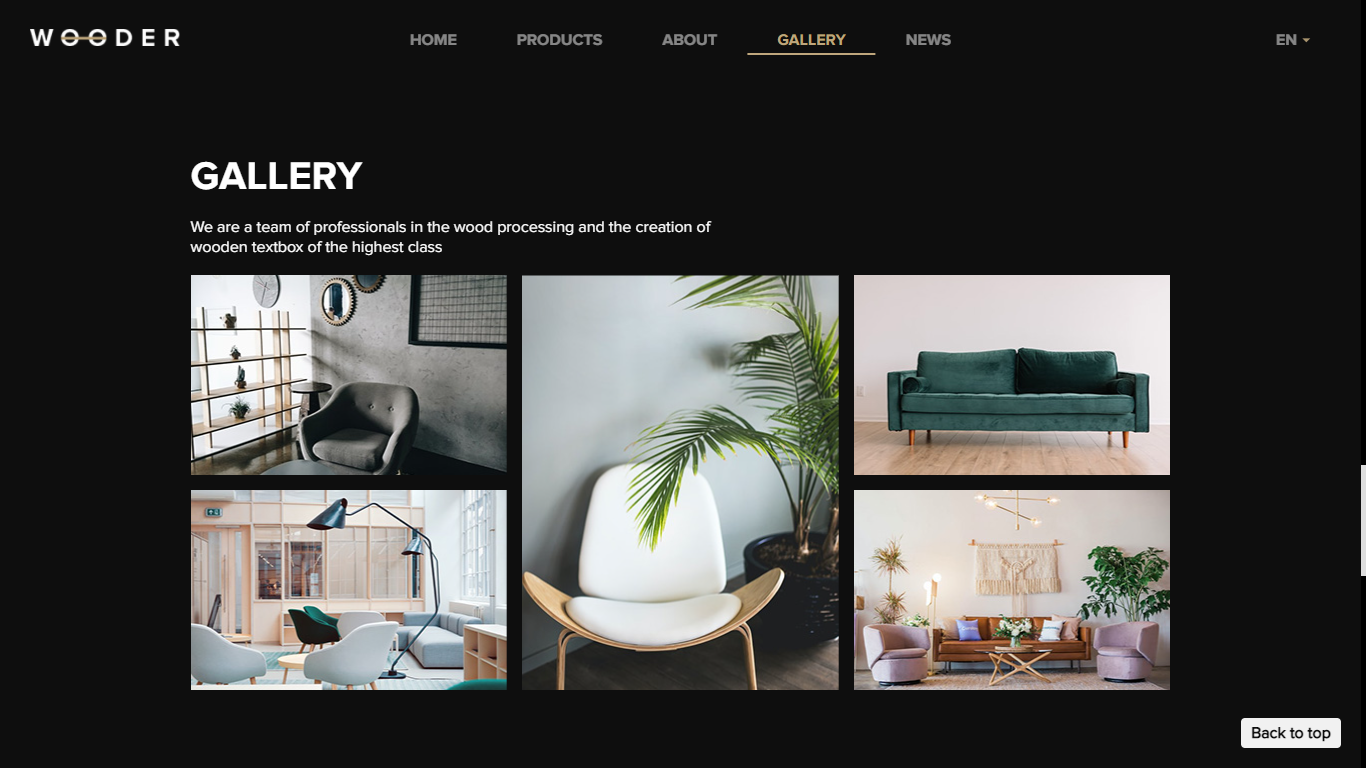 WOODER
HOME
PRODUCTS
ABOUT
GALLERY
NEWS
EN
GALLERY
We are a team of professionals in the wood processing and the creation of
wooden textbox of the highest class
Back to top